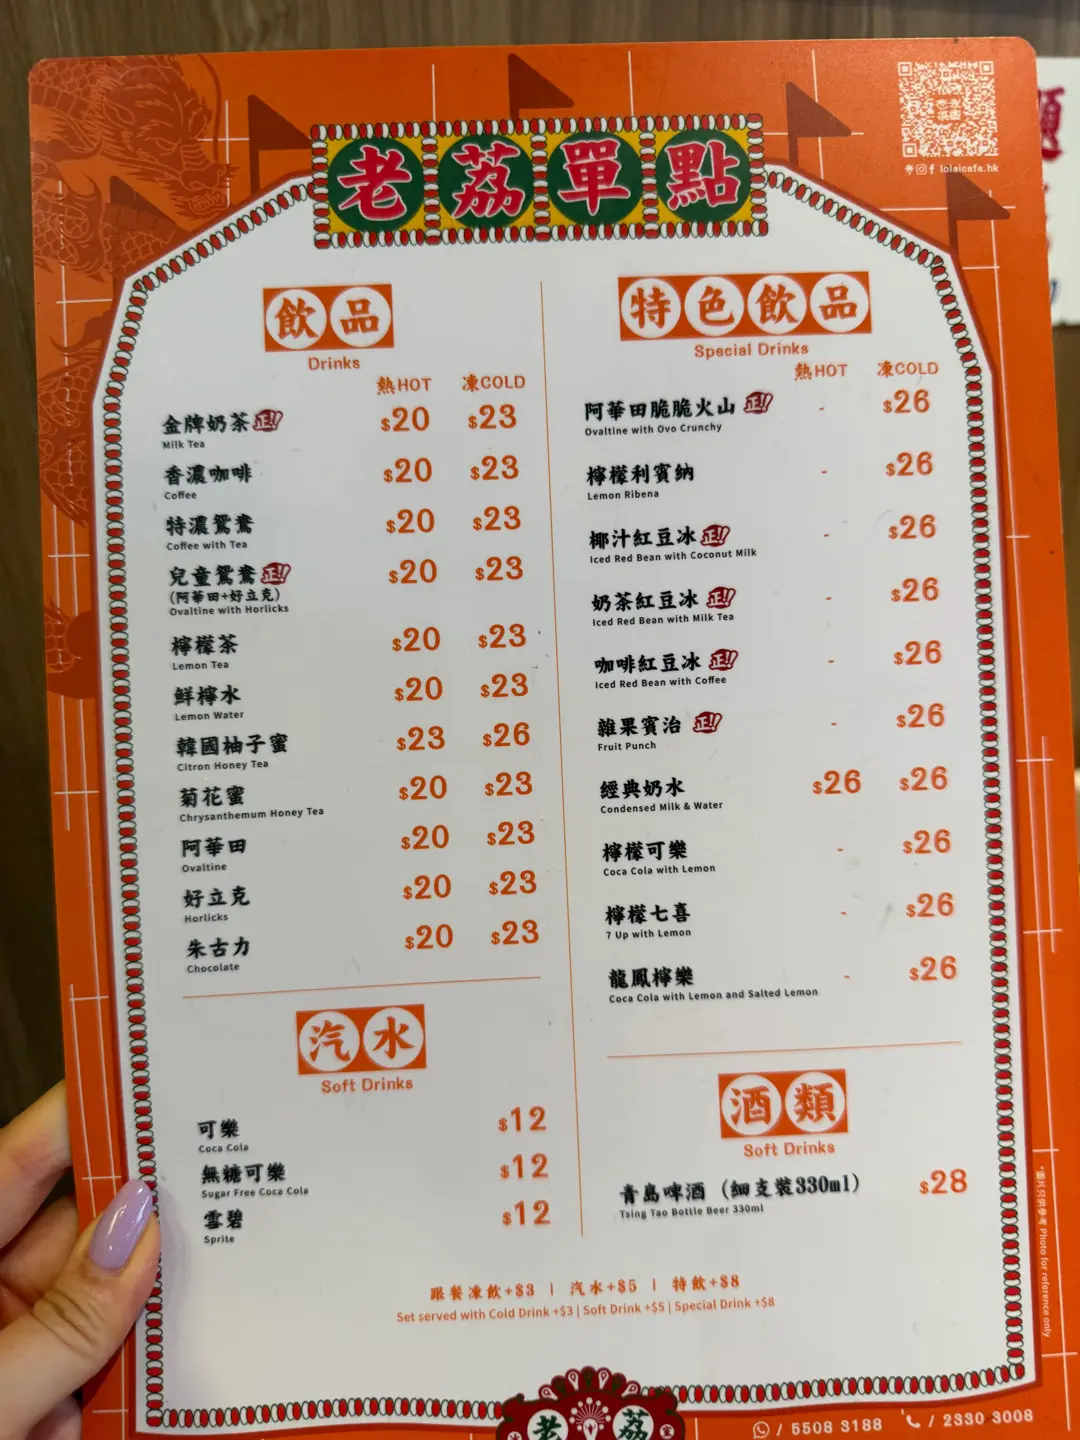 老荔單點
lolaicafe.hk
飲品
Drinks
熱HOT 凍COLD
金牌奶茶 正!! $20 $23
Milk Tea
香濃咖啡 $20 $23
Coffee
特濃鴛鴦 $20 $23
Coffee with Tea
兒童鴛鴦 正!! $20 $23
(阿華田+好立克)
Ovaltine with Horlicks
檸檬茶 $20 $23
Lemon Tea
鮮檸水 $20 $23
Lemon Water
韓國柚子蜜 $23 $26
Citron Honey Tea
菊花蜜 $20 $23
Chrysanthemum Honey Tea
阿華田 $20 $23
Ovaltine
好立克 $20 $23
Horlicks
朱古力 $20 $23
Chocolate
汽水
Soft Drinks
可樂 $12
Coca Cola
無糖可樂 $12
Sugar Free Coca Cola
雪碧 $12
Sprite
特色飲品
Special Drinks
熱HOT 凍COLD
阿華田脆脆火山 正!! - $26
Ovaltine with Ovo Crunchy
檸檬利賓納 - $26
Lemon Ribena
椰汁紅豆冰 正!! - $26
Iced Red Bean with Coconut Milk
奶茶紅豆冰 正!! - $26
Iced Red Bean with Milk Tea
咖啡紅豆冰 正!! - $26
Iced Red Bean with Coffee
雜果賓治 正!! - $26
Fruit Punch
經典奶水 $26 $26
Condensed Milk & Water
檸檬可樂 - $26
Coca Cola with Lemon
檸檬七喜 - $26
7 Up with Lemon
龍鳳檸樂 - $26
Coca Cola with Lemon and Salted Lemon
酒類
Soft Drinks
青島啤酒 (細支裝330ml) $28
Tsing Tao Bottle Beer 330ml
跟餐凍飲+$3 | 汽水+$5 | 特飲+$8
Set served with Cold Drink +$3 | Soft Drink +$5 | Special Drink +$8
*圖片只供參考 Photo for reference only
老荔
/ 5508 3188 / 2330 3008